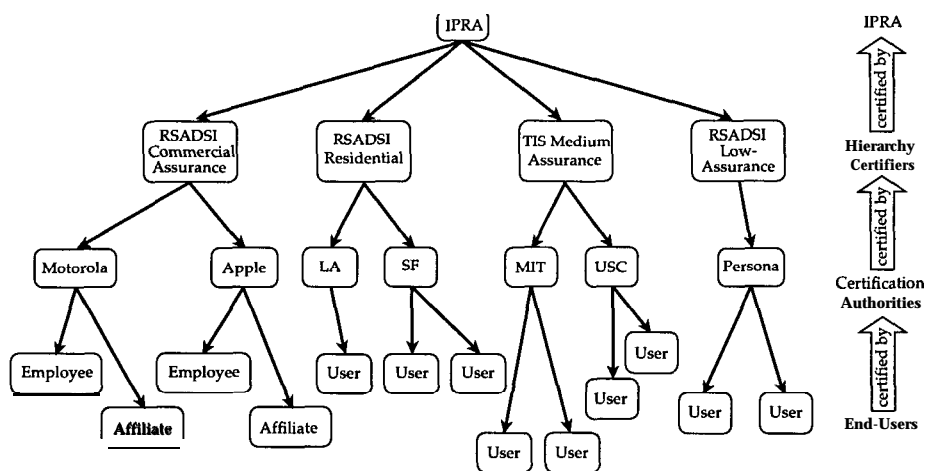 IPRA
IPRA
certified by
RSADSI
Commercial
Assurance
RSADSI
Residential
TIS Medium
Assurance
RSADSI
Low-
Assurance
Hierarchy
Certifiers
certified by
Motorola
Apple
LA
SF
MIT
USC
Persona
Certification
Authorities
certified by
Employee
Employee
User
User
User
User
User
User
User
Affiliate
Affiliate
User
User
End-Users